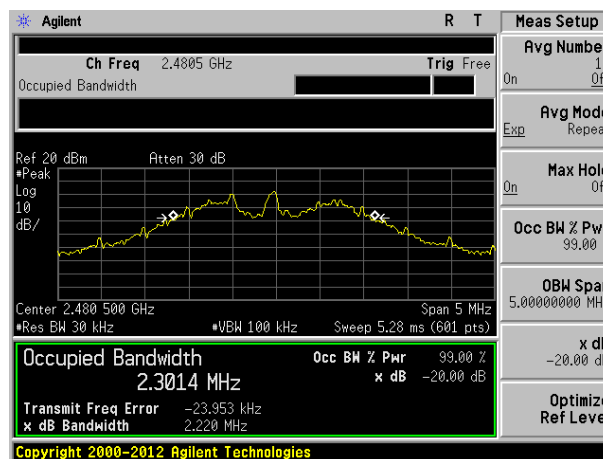 Agilent R T
Ch Freq 2.4805 GHz Trig Free
Occupied Bandwidth
Ref 20 dBm Atten 30 dB
#Peak
Log
10
dB/
Center 2.480 500 GHz Span 5 MHz
#Res BW 30 kHz #VBW 100 kHz Sweep 5.28 ms (601 pts)
Occupied Bandwidth Occ BW % Pwr 99.00 %
2.3014 MHz x dB -20.00 dB
Transmit Freq Error -23.953 kHz
x dB Bandwidth 2.220 MHz
Copyright 2000-2012 Agilent Technologies
Meas Setup
Avg Numbe
1
On Of
Avg Mod
Exp Repea
Max Hol
On Of
Occ BW % Pw
99.00
OBW Spa
5.00000000 MH
x d
-20.00 d
Optimiz
Ref Leve